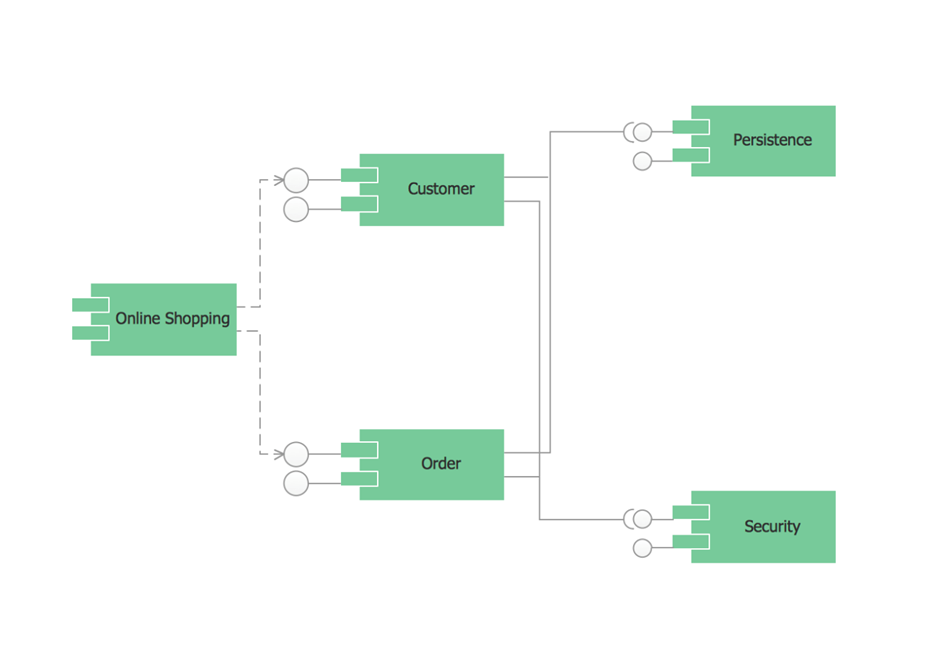 Persistence
Customer
Online Shopping
Order
Security